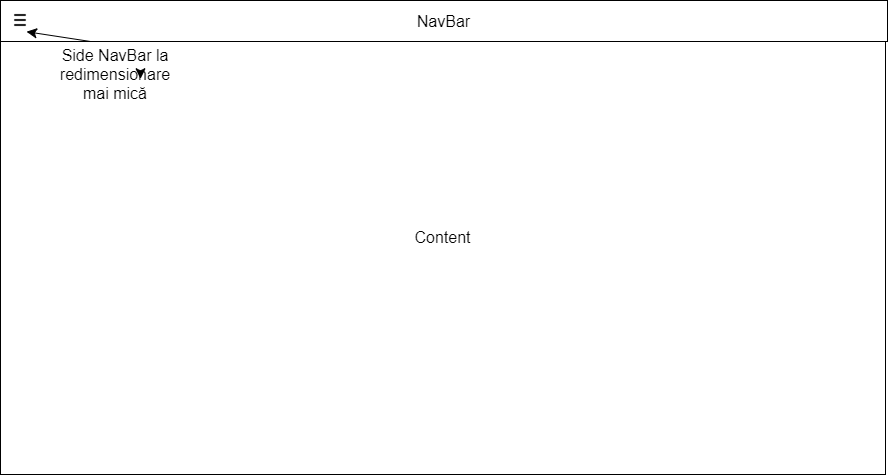 NavBar
Side NavBar la
redimensionare
mai mică
Content